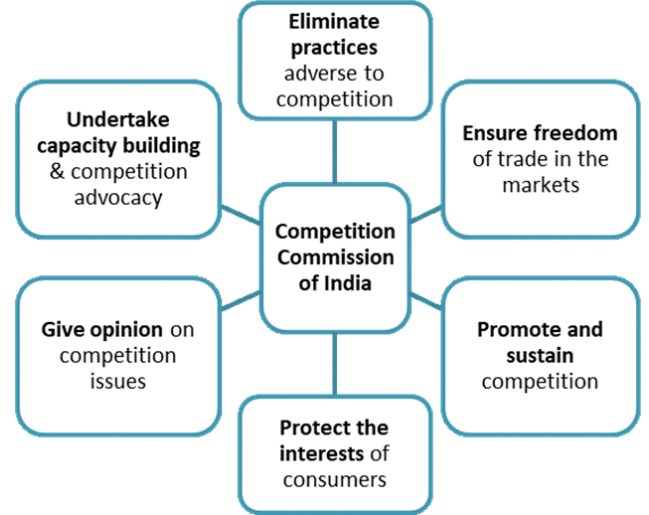 Eliminate
practices
adverse to
competition
Undertake
capacity building
& competition
advocacy
Ensure freedom
of trade in the
markets
Competition
Commission
of India
Give opinion on
competition
issues
Promote and
sustain
competition
Protect the
interests of
consumers